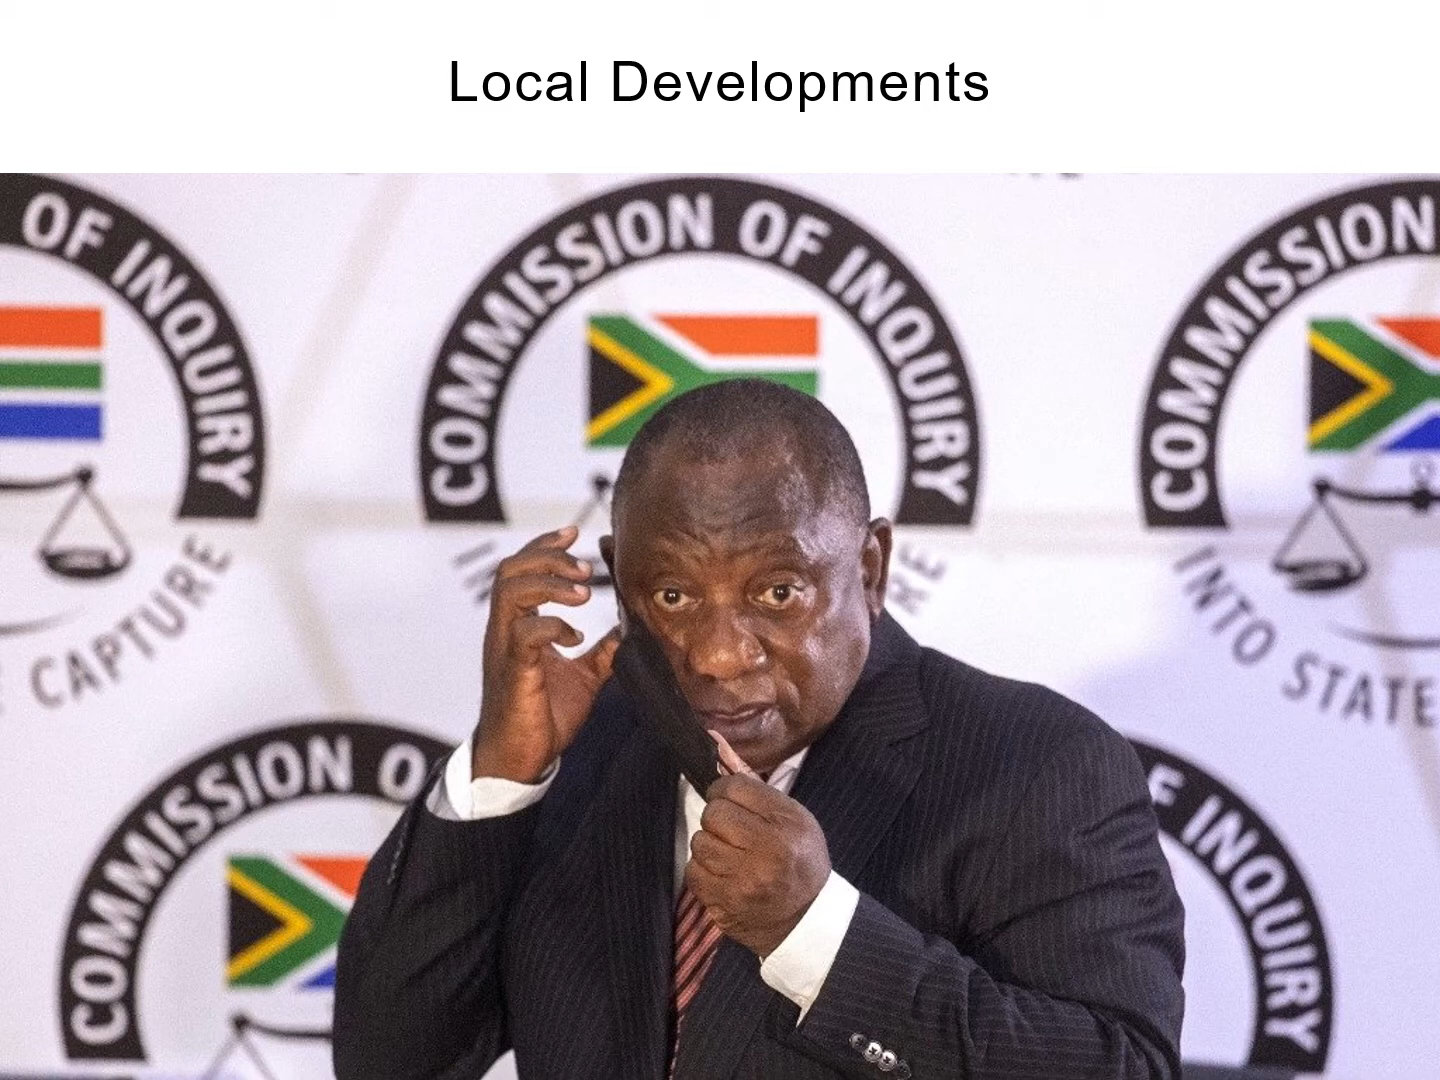 Local Developments
OF INQUIRY
CAPTURE
COMMISSION OF INQUIRY
COMMISSION
INTO STATE
COMMISSION O
INQUIRY